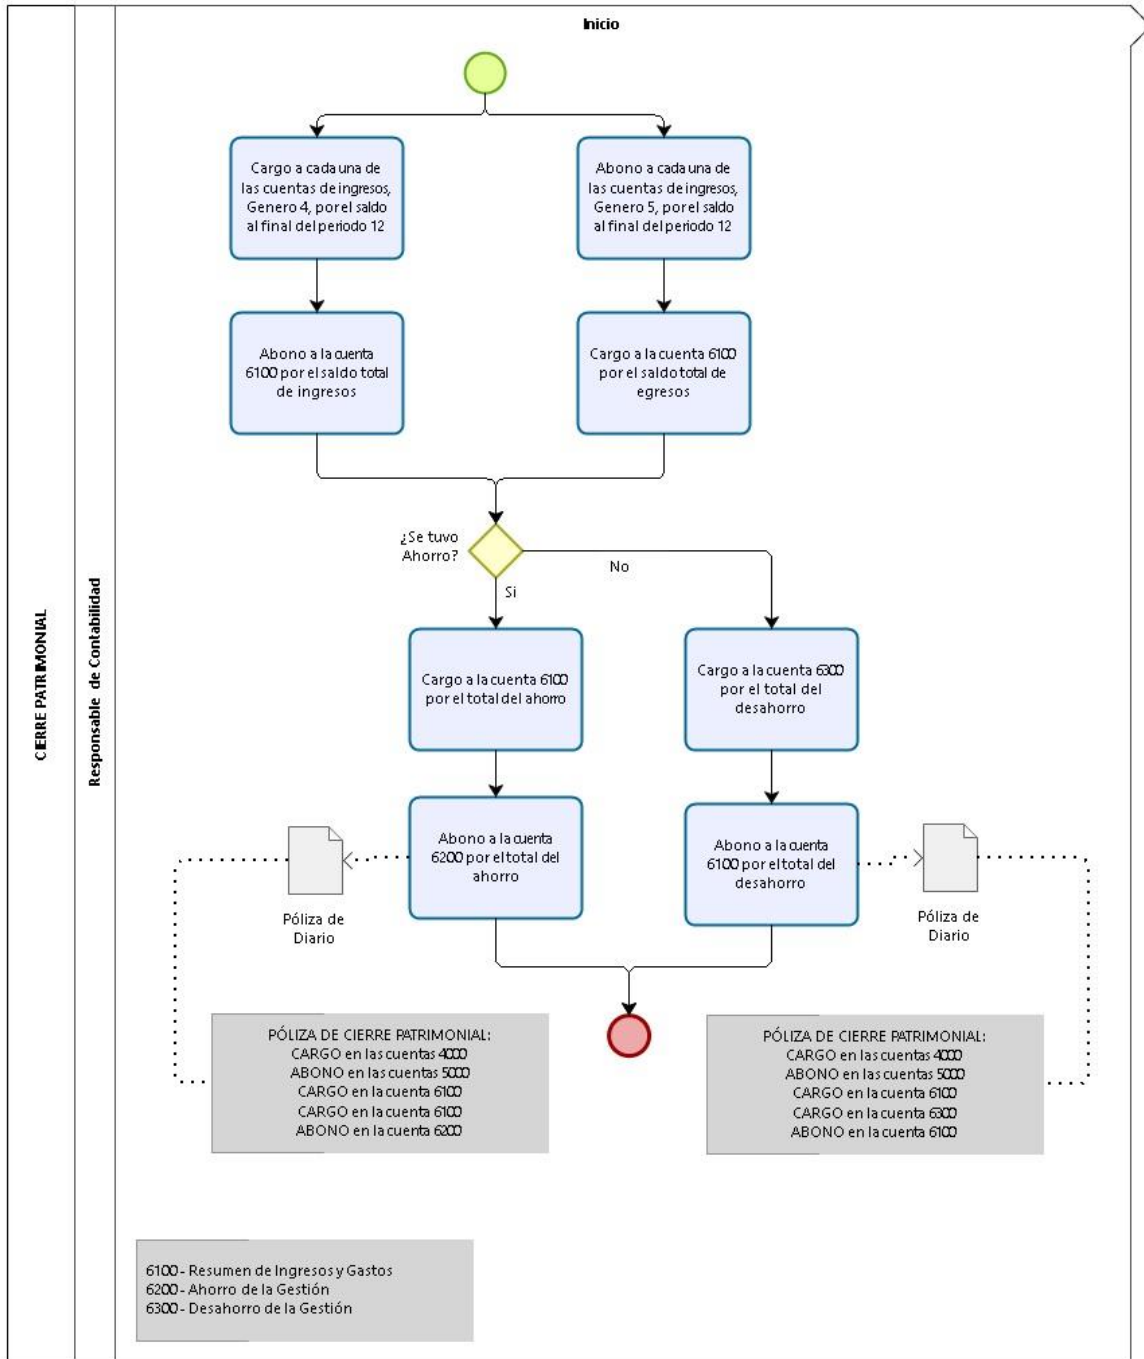 Inicio
CIERRE PATRIMONIAL
Responsable de Contabilidad
Cargo a cada una de
las cuentas de ingresos,
Genero 4, por el saldo
al final del periodo 12
Abono a cada una de
las cuentas de ingresos,
Genero 5, por el saldo
al final del periodo 12
Abono a la cuenta
6100 por el saldo total
de ingresos
Cargo a la cuenta 6100
por el saldo total de
egresos
¿Se tuvo
Ahorro?
No
Si
Cargo a la cuenta 6100
por el total del ahorro
Cargo a la cuenta 6300
por el total del
desahorro
Abono a la cuenta
6200 por el total del
ahorro
Abono a la cuenta
6100 por el total del
desahorro
Póliza de
Diario
Póliza de
Diario
PÓLIZA DE CIERRE PATRIMONIAL:
CARGO en las cuentas 4000
ABONO en las cuentas 5000
CARGO en la cuenta 6100
CARGO en la cuenta 6100
ABONO en la cuenta 6200
PÓLIZA DE CIERRE PATRIMONIAL:
CARGO en las cuentas 4000
ABONO en las cuentas 5000
CARGO en la cuenta 6100
CARGO en la cuenta 6300
ABONO en la cuenta 6100
6100 - Resumen de Ingresos y Gastos
6200 - Ahorro de la Gestión
6300 - Desahorro de la Gestión